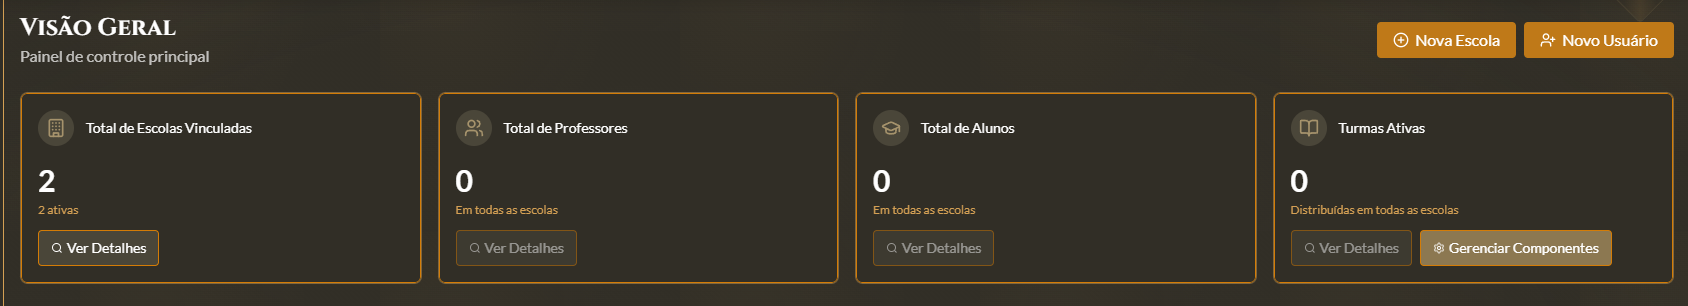 Visão Geral
Painel de controle principal
Nova Escola
Novo Usuário
Total de Escolas Vinculadas
2
2 ativas
Ver Detalhes
Total de Professores
0
Em todas as escolas
Ver Detalhes
Total de Alunos
0
Em todas as escolas
Ver Detalhes
Turmas Ativas
0
Distribuídas em todas as escolas
Ver Detalhes
Gerenciar Componentes